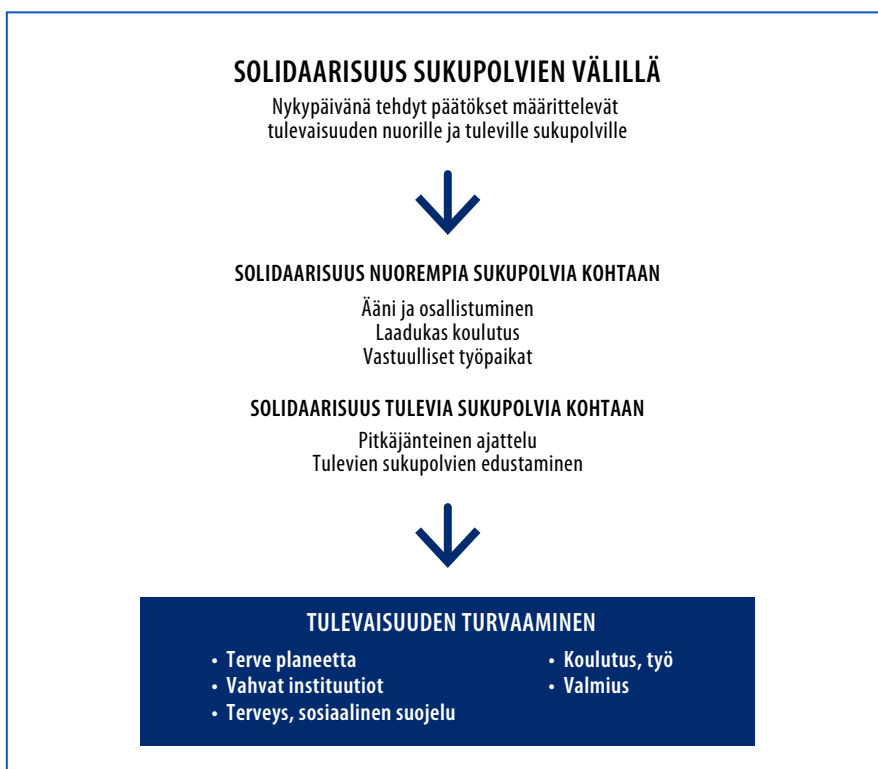 SOLIDAARISUUS SUKUPOLVIEN VÄLILLÄ
Nykypäivänä tehdyt päätökset määrittelevät
tulevaisuuden nuorille ja tuleville sukupolville
SOLIDAARISUUS NUOREMPIA SUKUPOLVIA KOHTAAN
Ääni ja osallistuminen
Laadukas koulutus
Vastuulliset työpaikat
SOLIDAARISUUS TULEVIA SUKUPOLVIA KOHTAAN
Pitkäjänteinen ajattelu
Tulevien sukupolvien edustaminen
TULEVAISUUDEN TURVAAMINEN
• Terve planeetta
• Vahvat instituutiot
• Terveys, sosiaalinen suojelu
• Koulutus, työ
• Valmius